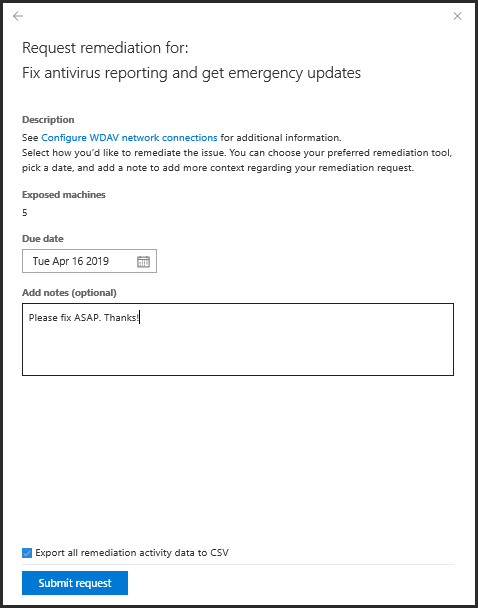 Request remediation for:
Fix antivirus reporting and get emergency updates
Description
See Configure WDAV network connections for additional information.
Select how you'd like to remediate the issue. You can choose your preferred remediation tool,
pick a date, and add a note to add more context regarding your remediation request.
Exposed machines
5
Due date
Tue Apr 16 2019
Add notes (optional)
Please fix ASAP. Thanks!
Export all remediation activity data to CSV
Submit request